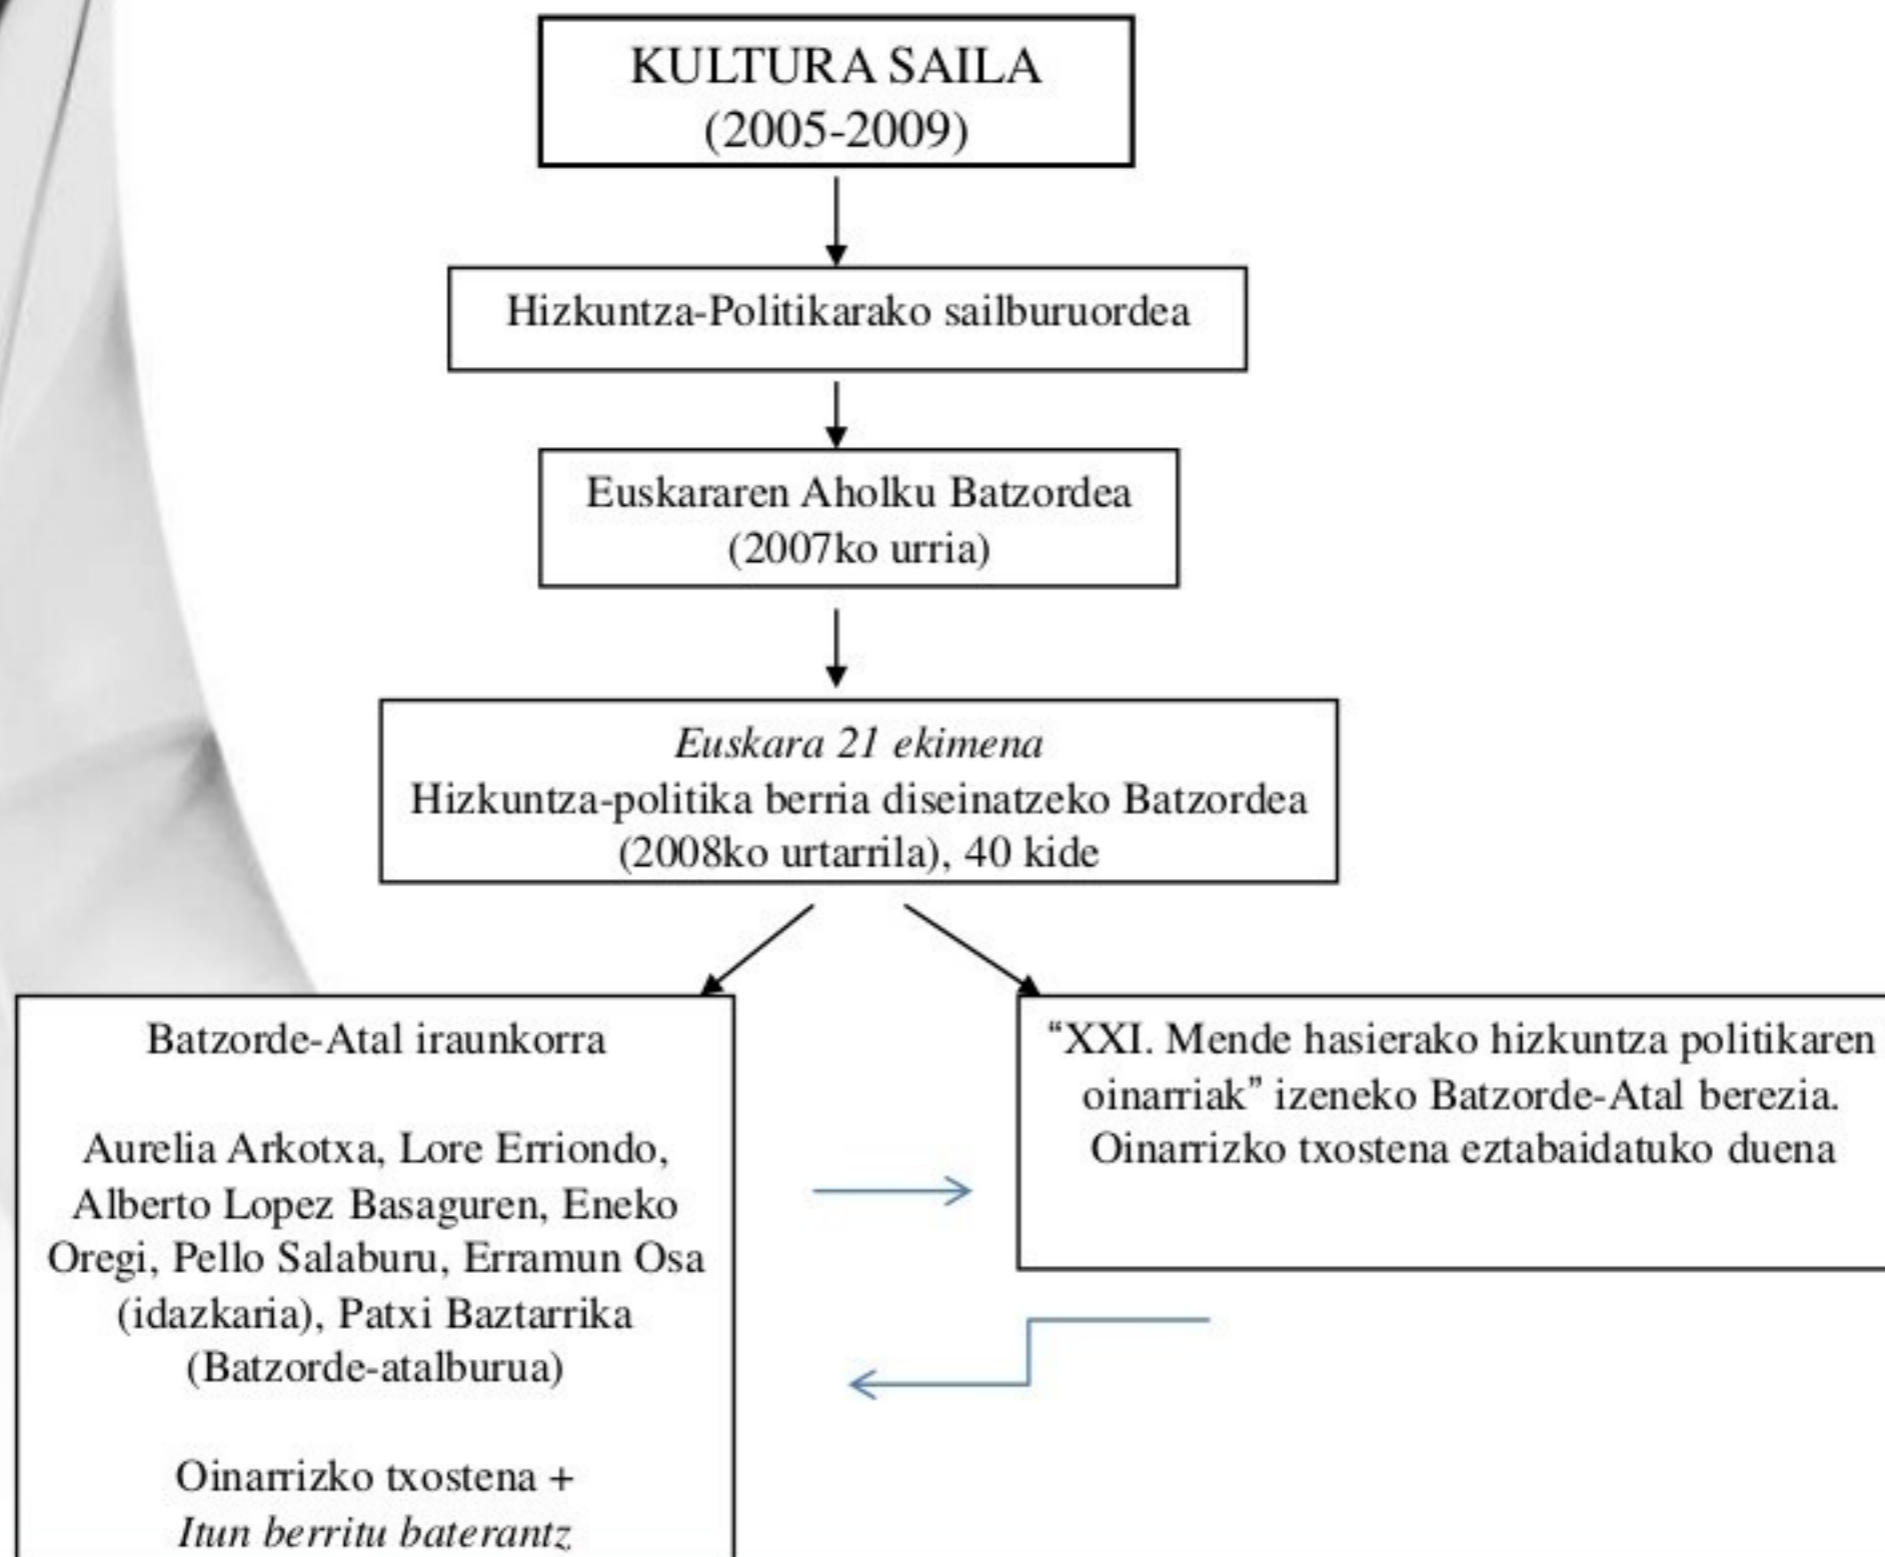 KULTURA SAILA
(2005-2009)
Hizkuntza-Politikarako sailburuordea
Euskararen Aholku Batzordea
(2007ko urria)
Euskara 21 ekimena
Hizkuntza-politika berria diseinatzeko Batzordea
(2008ko urtarrila), 40 kide
Batzorde-Atal iraunkorra
Aurelia Arkotxa, Lore Erriondo,
Alberto Lopez Basaguren, Eneko
Oregi, Pello Salaburu, Erramun Osa
(idazkaria), Patxi Baztarrika
(Batzorde-atalburua)
Oinarrizko txostena +
Itun berritu baterantz
“XXI. Mende hasierako hizkuntza politikaren
oinarriak” izeneko Batzorde-Atal berezia.
Oinarrizko txostena eztabaidatuko duena